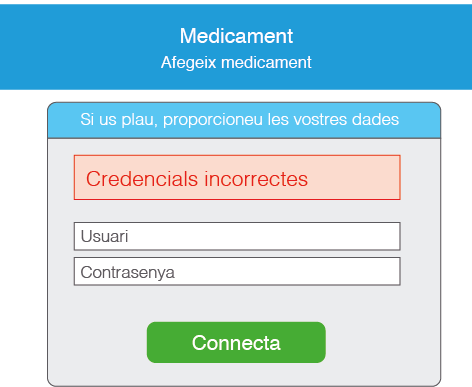 Medicament
Afegeix medicament
Si us plau, proporcioneu les vostres dades
Credencials incorrectes
Usuari
Contrasenya
Connecta